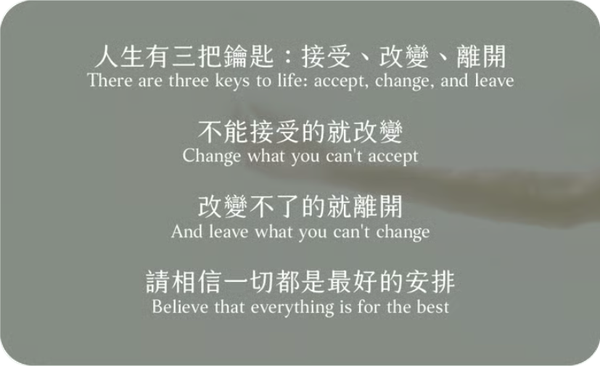 人生有三把鑰匙：接受、改變、離開
There are three keys to life: accept, change, and leave
不能接受的就改變
Change what you can't accept
改變不了的就離開
And leave what you can't change
請相信一切都是最好的安排
Believe that everything is for the best